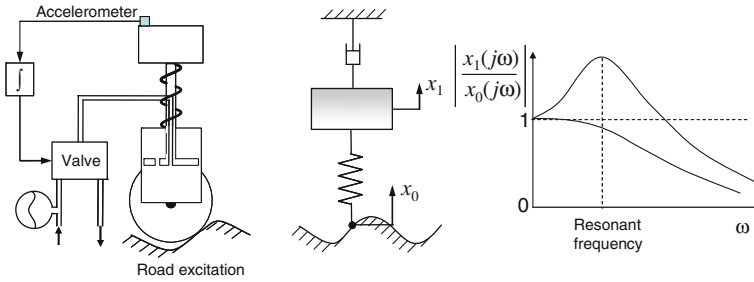 Accelerometer
∫
Valve
Road excitation
x₁
x₀
|x₁(jω)/x₀(jω)|
1
0
Resonant
frequency
ω